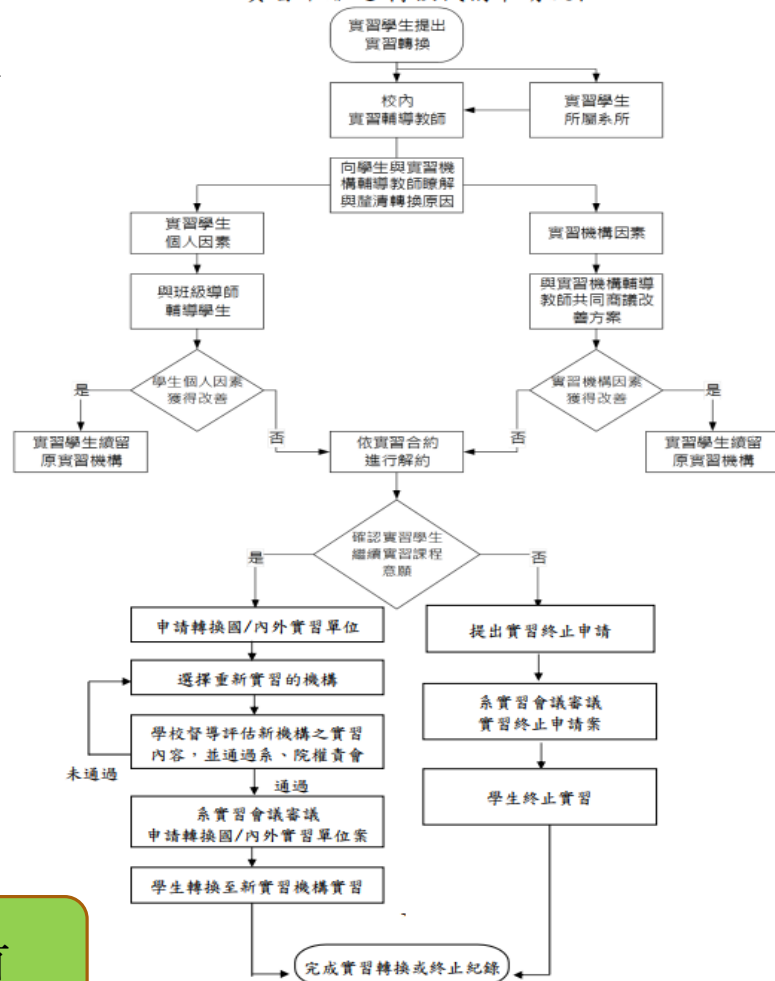 實習學生提出
實習轉換
校內
實習輔導教師
實習學生
所屬系所
向學生與實習機
構輔導教師瞭解
與釐清轉換原因
實習學生
個人因素
實習機構因素
與班級導師
輔導學生
與實習機構輔導
教師共同商議改
善方案
學生個人因素
獲得改善
實習機構因素
獲得改善
是
否
否
是
實習學生續留
原實習機構
依實習合約
進行解約
實習學生續留
原實習機構
確認實習學生
繼續實習課程
意願
是
否
申請轉換國/內外實習單位
提出實習終止申請
選擇重新實習的機構
系實習會議審議
實習終止申請案
學校督導評估新機構之實習
內容，並通過系、院權責會
未通過
通過
學生終止實習
系實習會議審議
申請轉換國/內外實習單位案
學生轉換至新實習機構實習
完成實習轉換或終止紀錄